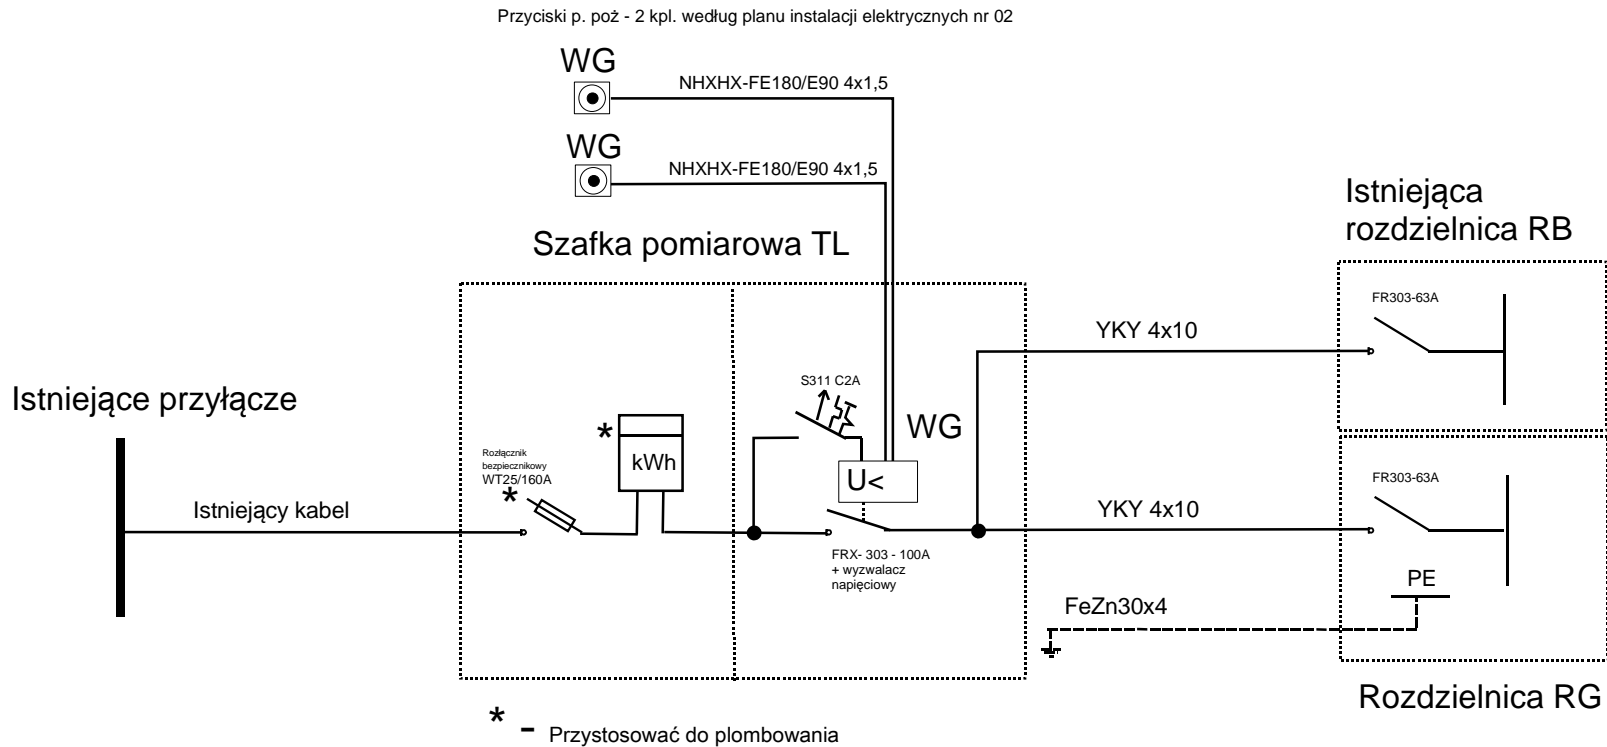 Przyciski p. poż - 2 kpl. według planu instalacji elektrycznych nr 02
WG
NHXHX-FE180/E90 4x1,5
WG
NHXHX-FE180/E90 4x1,5
Szafka pomiarowa TL
Istniejąca
rozdzielnica RB
FR303-63A
YKY 4x10
Istniejące przyłącze
S311 C2A
WG
*
kWh
U<
Rozłącznik
bezpiecznikowy
WT25/160A
*
Istniejący kabel
FR303-63A
YKY 4x10
FRX- 303 - 100A
+ wyzwalacz
napięciowy
PE
FeZn30x4
Rozdzielnica RG
* - Przystosować do plombowania